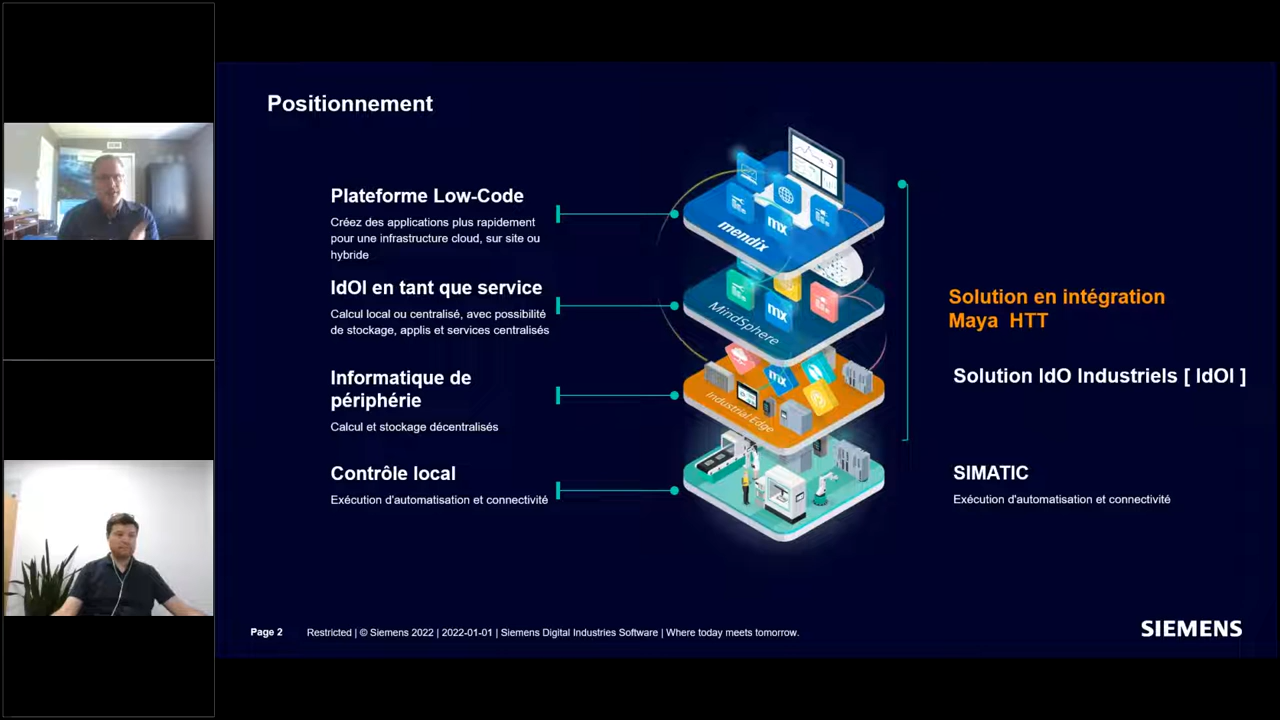 Positionnement
Plateforme Low-Code
Créez des applications plus rapidement
pour une infrastructure cloud, sur site ou
hybride
IdOI en tant que service
Calcul local ou centralisé, avec possibilité
de stockage, applis et services centralisés
Informatique de
périphérie
Calcul et stockage décentralisés
Contrôle local
Exécution d'automatisation et connectivité
mx
mendix
mx
MindSphere
mx
Industrial Edge
Solution en intégration
Maya HTT
Solution IdO Industriels [ IdOI ]
SIMATIC
Exécution d'automatisation et connectivité
Page 2
Restricted | © Siemens 2022 | 2022-01-01 | Siemens Digital Industries Software | Where today meets tomorrow.
SIEMENS